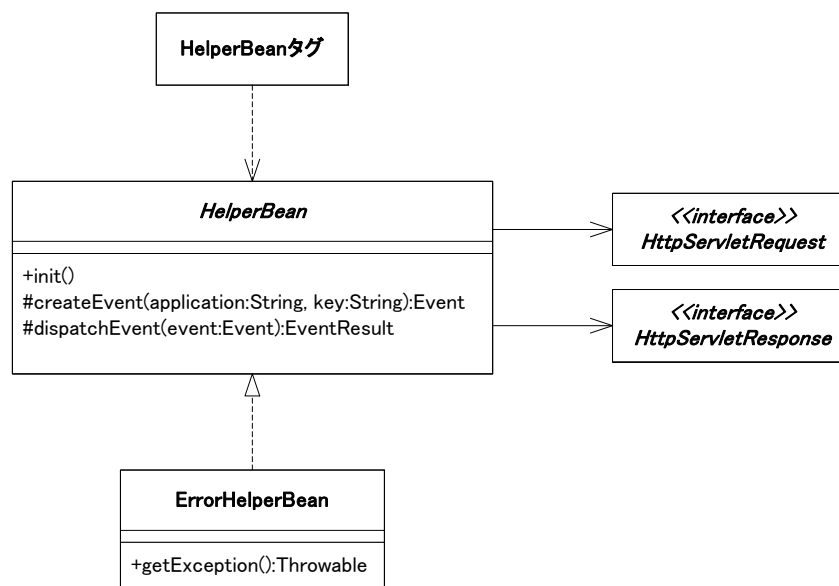 HelperBeanタグ
HelperBean
+init()
#createEvent(application:String, key:String):Event
#dispatchEvent(event:Event):EventResult
<<interface>>
HttpServletRequest
<<interface>>
HttpServletResponse
ErrorHelperBean
+getException():Throwable